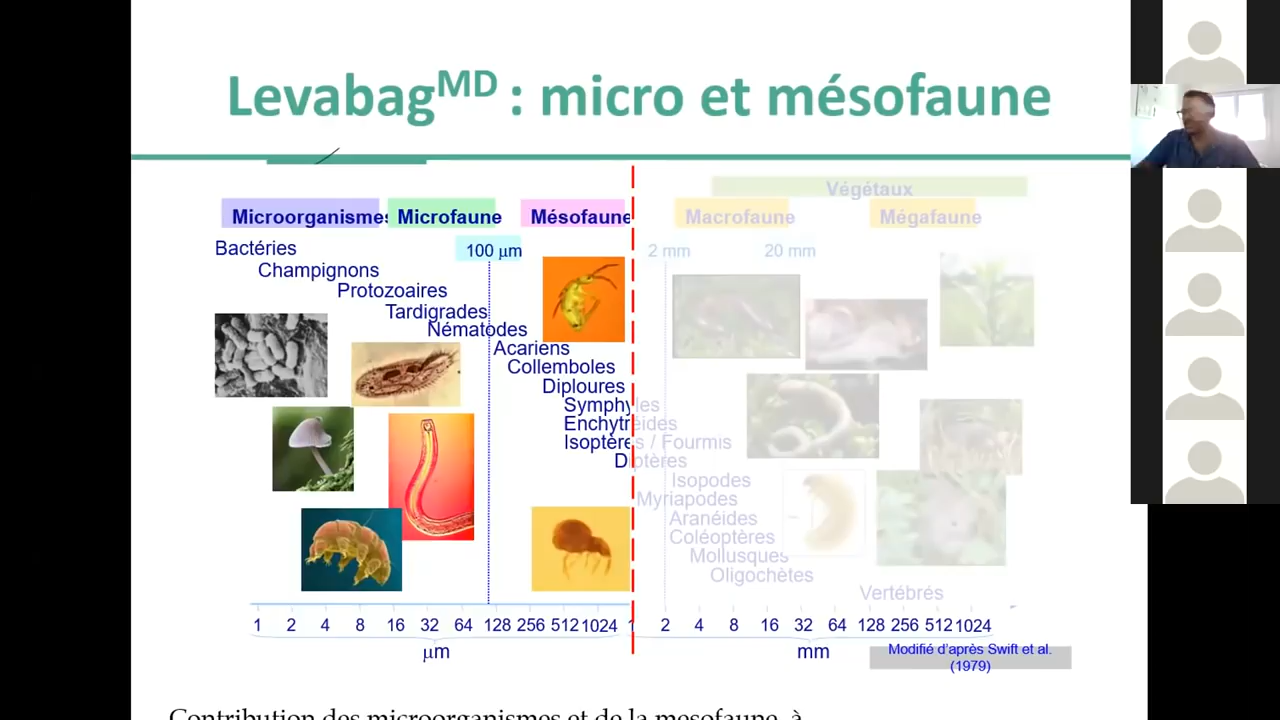 Levabag^MD : micro et mésofaune
Végétaux
Microorganismes Microfaune Mésofaune Macrofaune Mégafaune
Bactéries 100 μm 2 mm 20 mm
Champignons
Protozoaires
Tardigrades
Nématodes
Acariens
Collemboles
Diploures
Symphyles
Enchytréides
Isoptères / Fourmis
Diptères
Isopodes
Myriapodes
Aranéides
Coléoptères
Mollusques
Oligochètes
Vertébrés
1 2 4 8 16 32 64 128 256 512 1024 1 2 4 8 16 32 64 128 256 512 1024
μm mm
Modifié d'après Swift et al.
(1979)
Contribution des microorganismes et de la mesofaune à